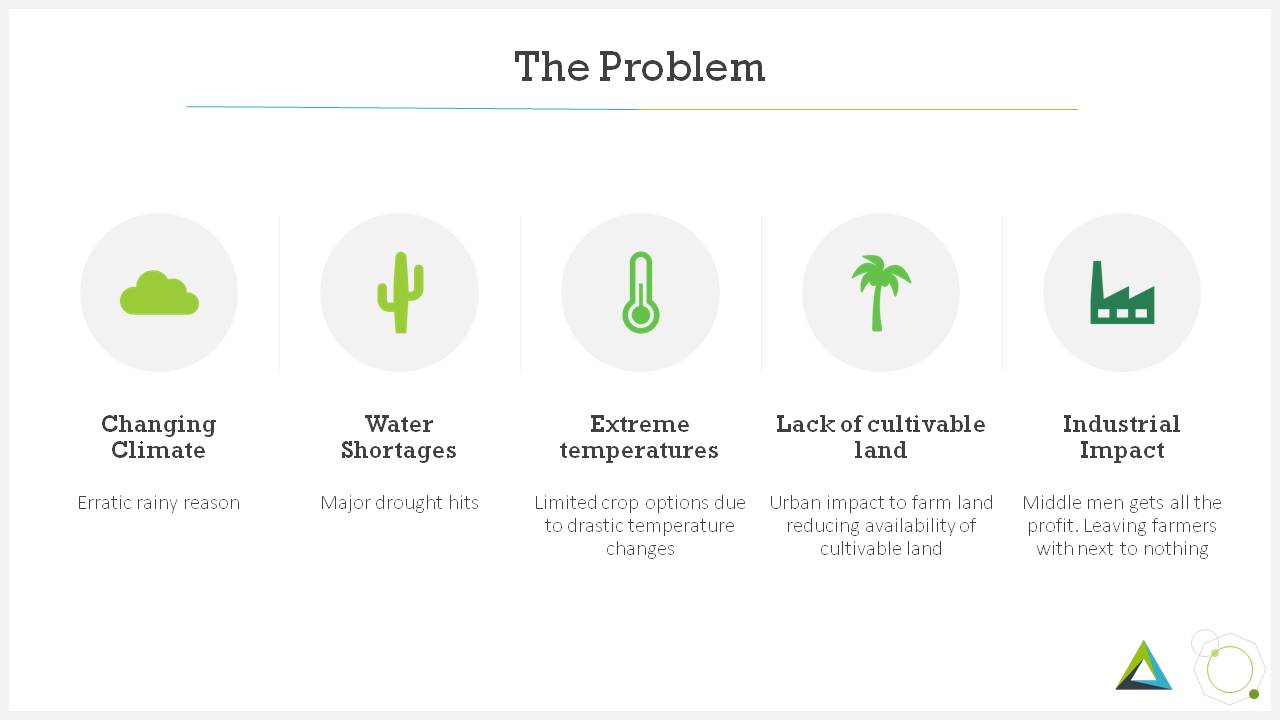 The Problem
Changing
Climate
Erratic rainy reason
Water
Shortages
Major drought hits
Extreme
temperatures
Limited crop options due
to drastic temperature
changes
Lack of cultivable
land
Urban impact to farm land
reducing availability of
cultivable land
Industrial
Impact
Middle men gets all the
profit. Leaving farmers
with next to nothing